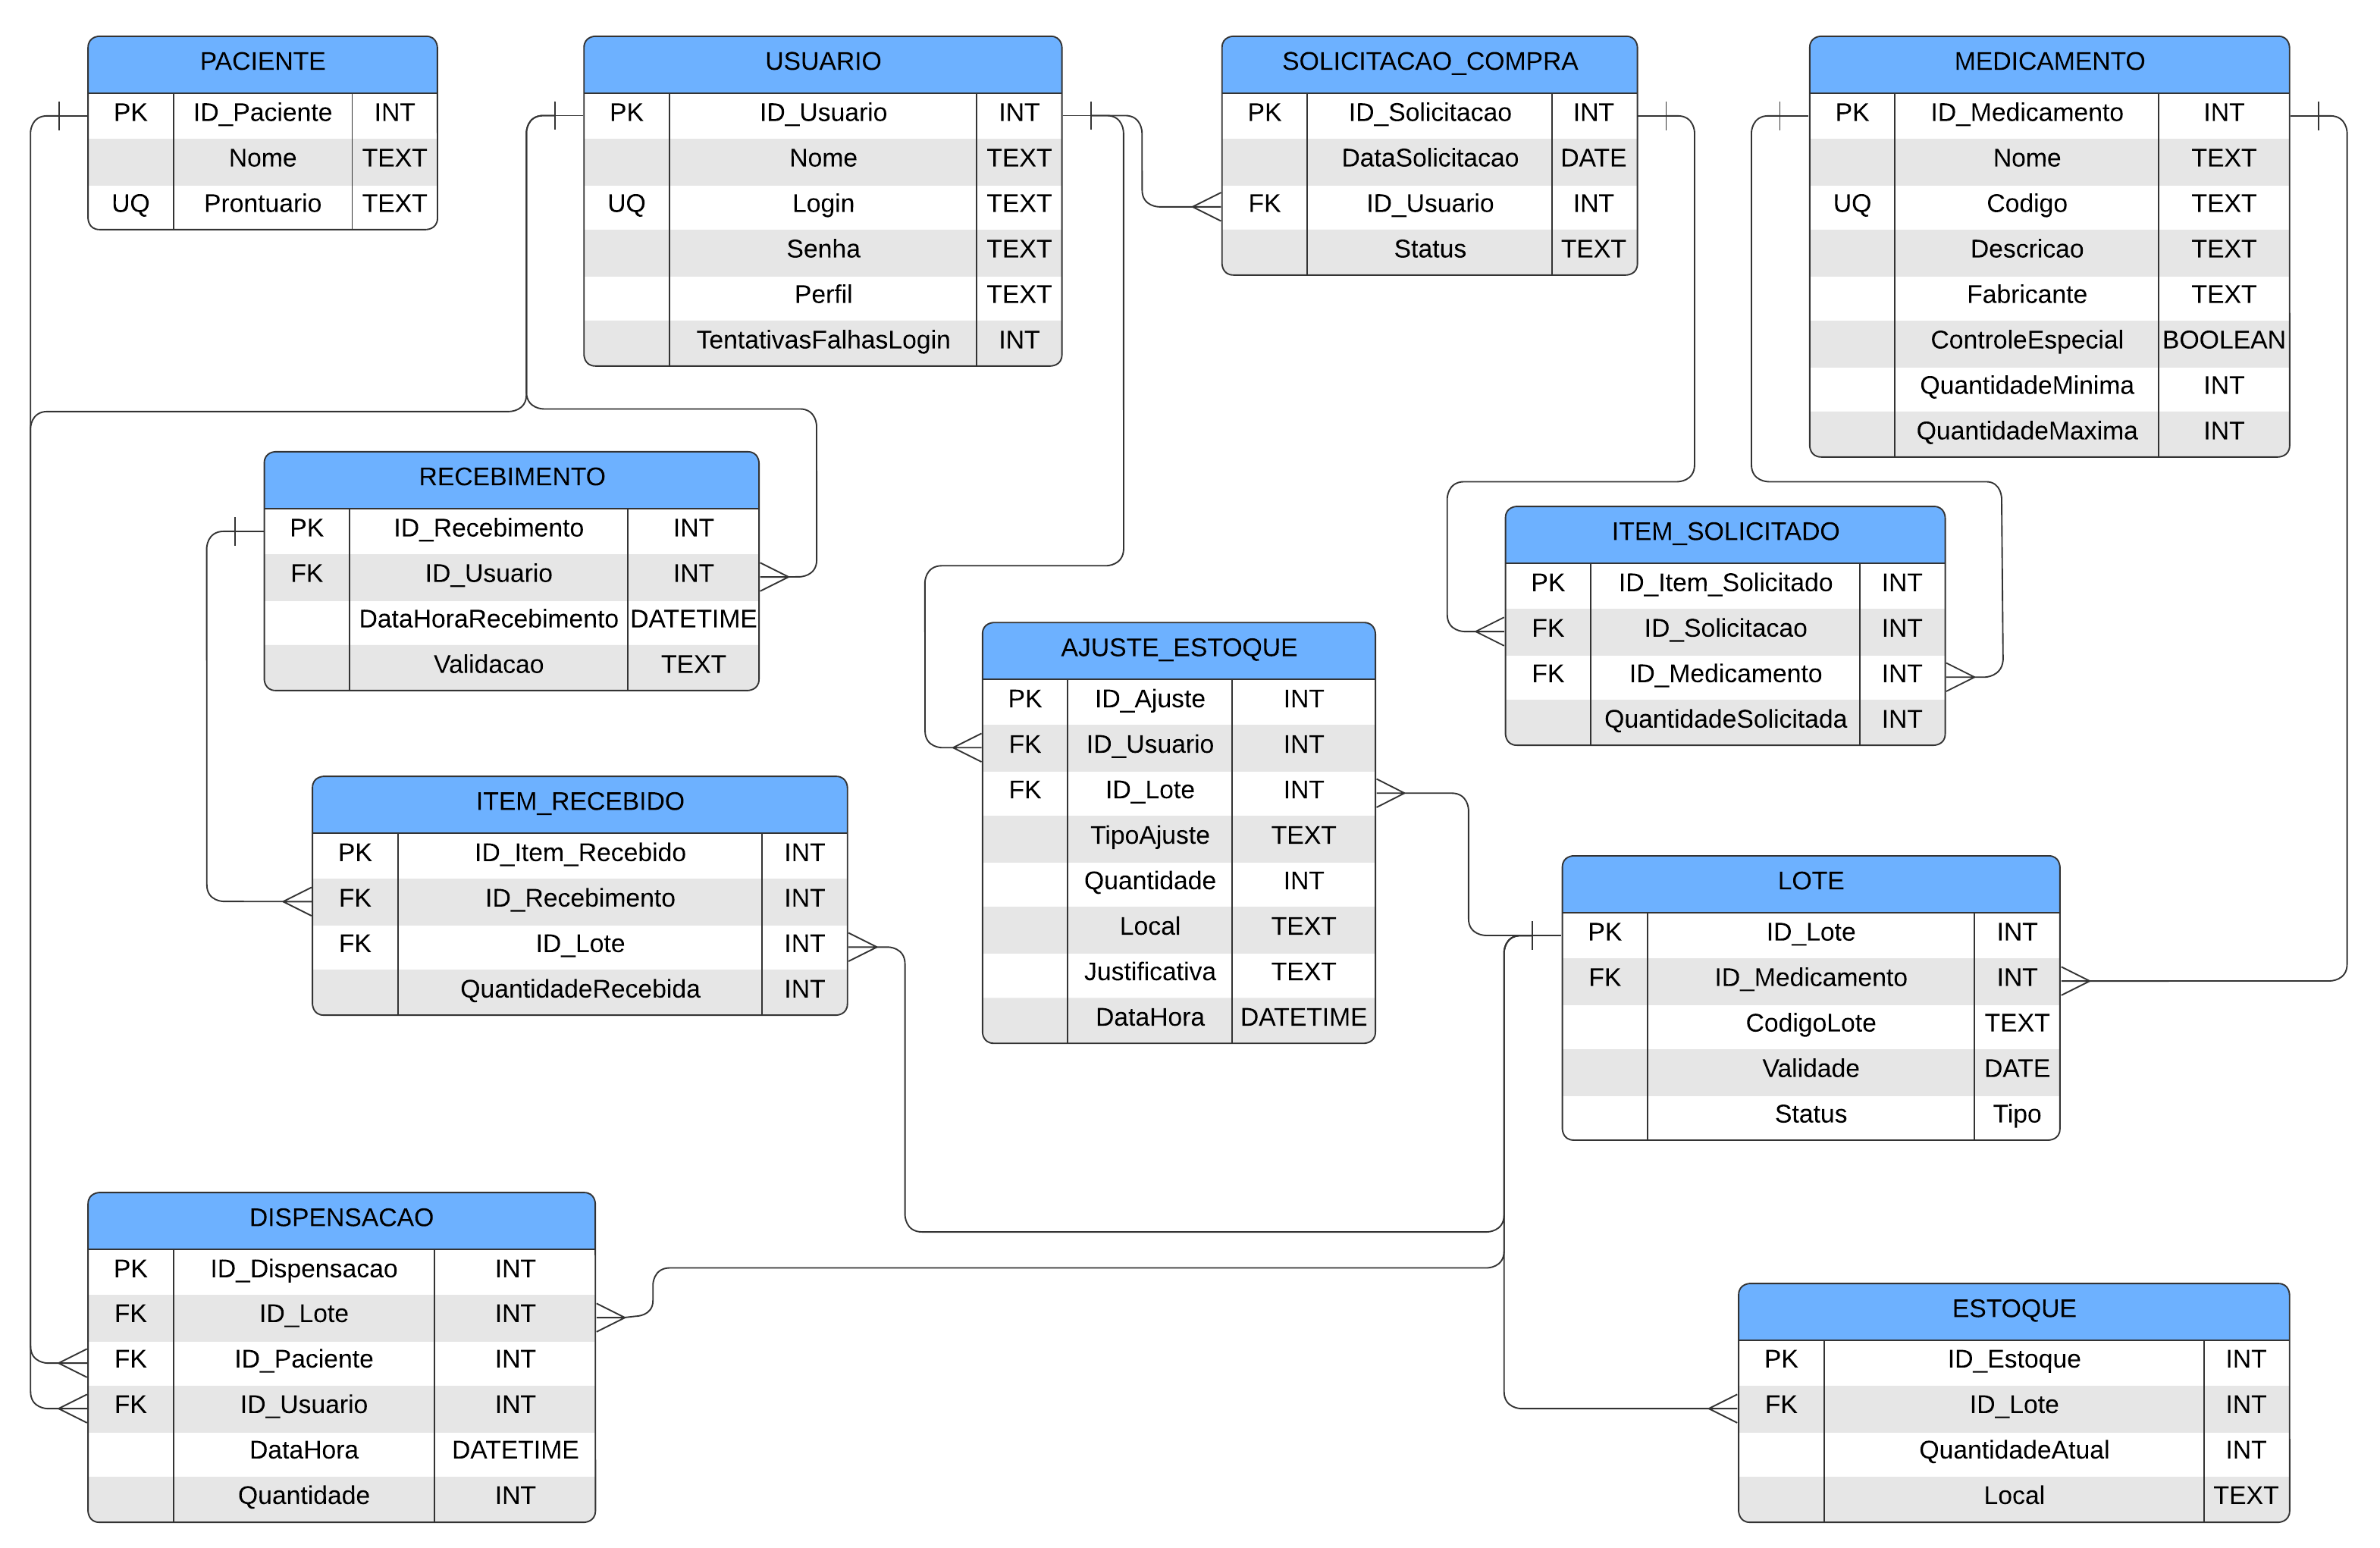 PACIENTE
PK ID_Paciente INT
Nome TEXT
UQ Prontuario TEXT
USUARIO
PK ID_Usuario INT
Nome TEXT
UQ Login TEXT
Senha TEXT
Perfil TEXT
TentativasFalhasLogin INT
SOLICITACAO_COMPRA
PK ID_Solicitacao INT
DataSolicitacao DATE
FK ID_Usuario INT
Status TEXT
MEDICAMENTO
PK ID_Medicamento INT
Nome TEXT
UQ Codigo TEXT
Descricao TEXT
Fabricante TEXT
ControleEspecial BOOLEAN
QuantidadeMinima INT
QuantidadeMaxima INT
RECEBIMENTO
PK ID_Recebimento INT
FK ID_Usuario INT
DataHoraRecebimento DATETIME
Validacao TEXT
ITEM_SOLICITADO
PK ID_Item_Solicitado INT
FK ID_Solicitacao INT
FK ID_Medicamento INT
QuantidadeSolicitada INT
AJUSTE_ESTOQUE
PK ID_Ajuste INT
FK ID_Usuario INT
FK ID_Lote INT
TipoAjuste TEXT
Quantidade INT
Local TEXT
Justificativa TEXT
DataHora DATETIME
ITEM_RECEBIDO
PK ID_Item_Recebido INT
FK ID_Recebimento INT
FK ID_Lote INT
QuantidadeRecebida INT
LOTE
PK ID_Lote INT
FK ID_Medicamento INT
CodigoLote TEXT
Validade DATE
Status Tipo
DISPENSACAO
PK ID_Dispensacao INT
FK ID_Lote INT
FK ID_Paciente INT
FK ID_Usuario INT
DataHora DATETIME
Quantidade INT
ESTOQUE
PK ID_Estoque INT
FK ID_Lote INT
QuantidadeAtual INT
Local TEXT